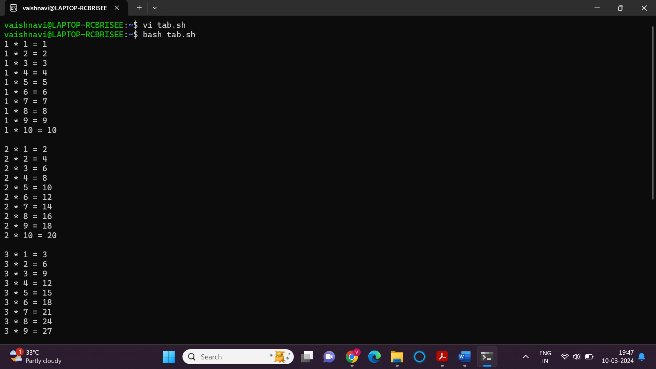 vaishnavi@LAPTOP-RCBRISEE: ~
vaishnavi@LAPTOP-RCBRISEE:~$ vi tab.sh
vaishnavi@LAPTOP-RCBRISEE:~$ bash tab.sh
1 * 1 = 1
1 * 2 = 2
1 * 3 = 3
1 * 4 = 4
1 * 5 = 5
1 * 6 = 6
1 * 7 = 7
1 * 8 = 8
1 * 9 = 9
1 * 10 = 10
2 * 1 = 2
2 * 2 = 4
2 * 3 = 6
2 * 4 = 8
2 * 5 = 10
2 * 6 = 12
2 * 7 = 14
2 * 8 = 16
2 * 9 = 18
2 * 10 = 20
3 * 1 = 3
3 * 2 = 6
3 * 3 = 9
3 * 4 = 12
3 * 5 = 15
3 * 6 = 18
3 * 7 = 21
3 * 8 = 24
3 * 9 = 27
33°C
Partly cloudy
Search
ENG
IN
19:47
10-03-2024